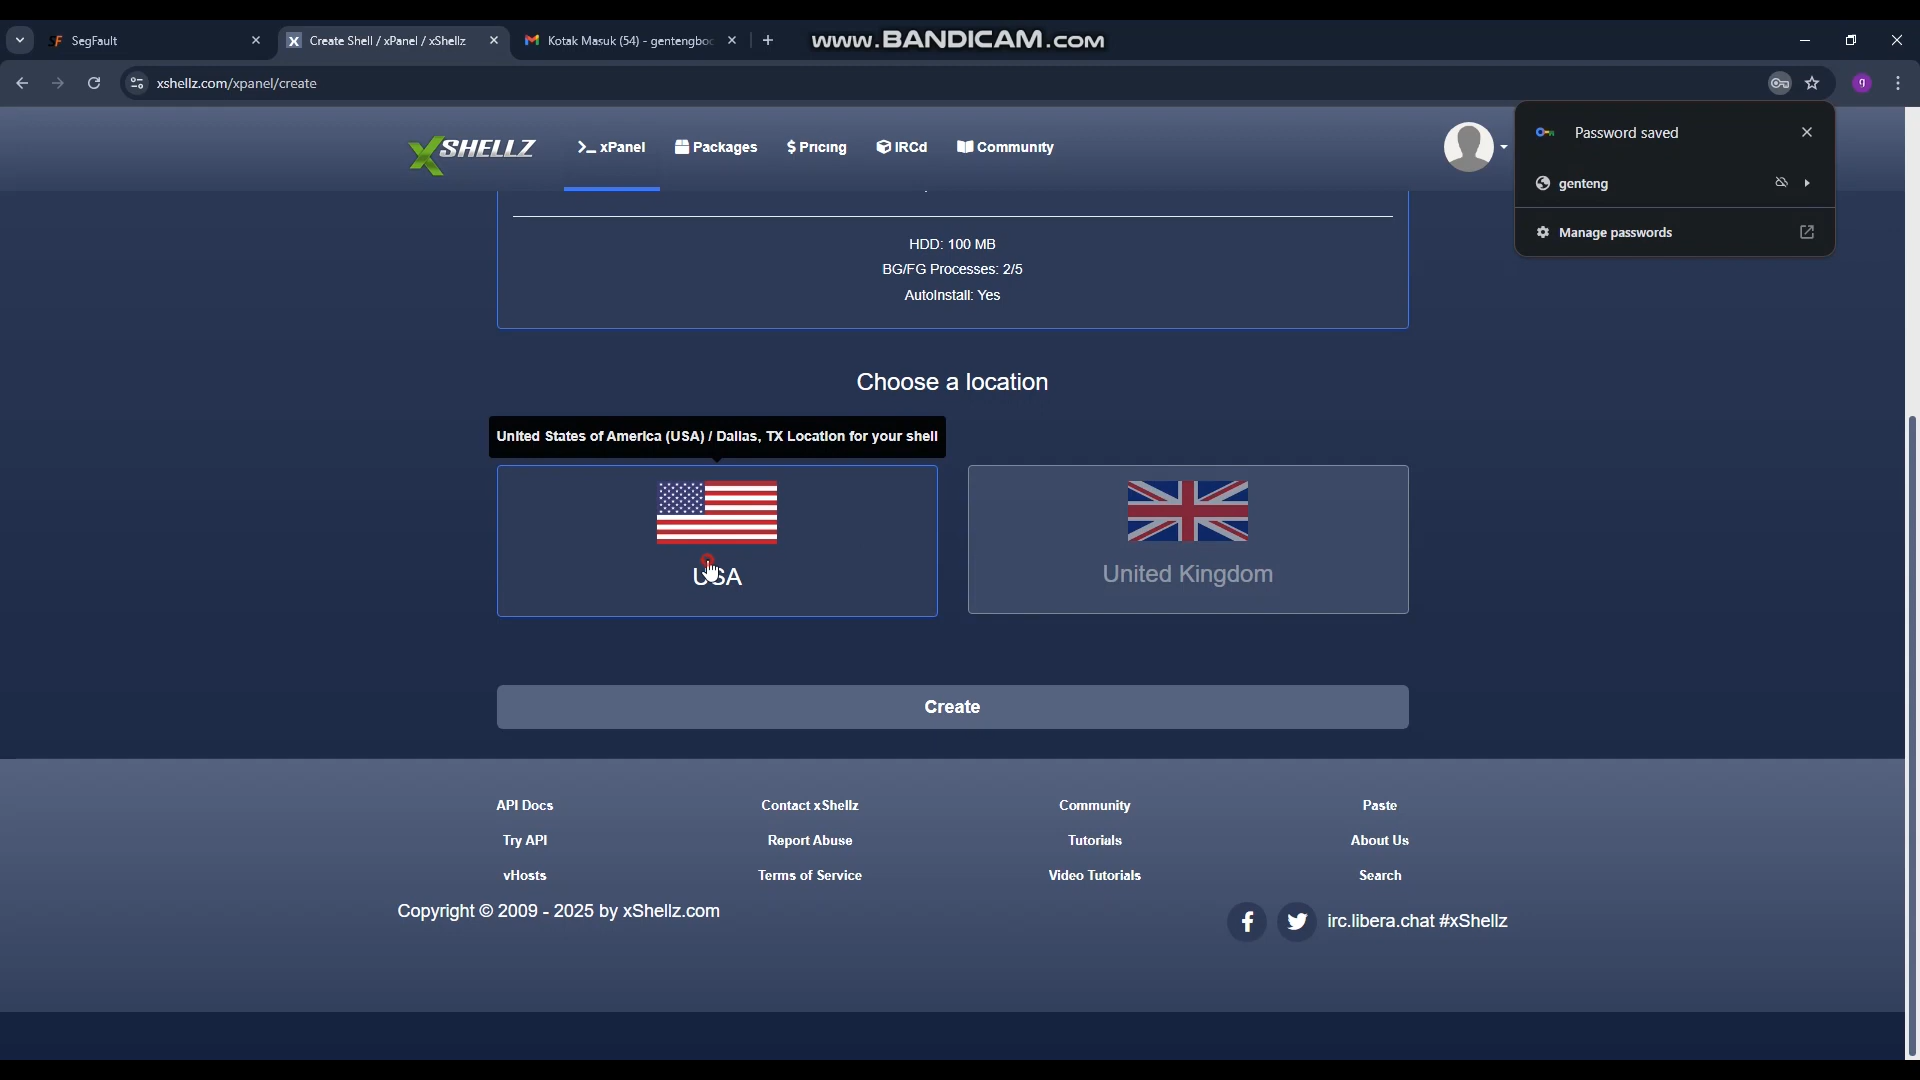 SegFault
Create Shell / xPanel / xShellz
Kotak Masuk (54) - gentengboc
www.BANDICAM.com
xshellz.com/xpanel/create
g
XSHELLZ
xPanel
Packages
$ Pricing
IRCd
Community
Password saved
genteng
Manage passwords
HDD: 100 MB
BG/FG Processes: 2/5
AutoInstall: Yes
Choose a location
United States of America (USA) / Dallas, TX Location for your shell
USA
United Kingdom
Create
API Docs
Contact xShellz
Community
Paste
Try API
Report Abuse
Tutorials
About Us
vHosts
Terms of Service
Video Tutorials
Search
Copyright © 2009 - 2025 by xShellz.com
irc.libera.chat #xShellz